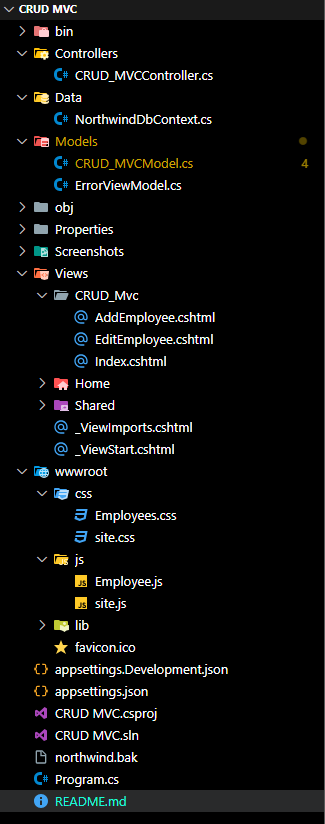 CRUD MVC
bin
Controllers
CRUD_MVCController.cs
Data
NorthwindDbContext.cs
Models
CRUD_MVCModel.cs 4
ErrorViewModel.cs
obj
Properties
Screenshots
Views
CRUD_Mvc
AddEmployee.cshtml
EditEmployee.cshtml
Index.cshtml
Home
Shared
_ViewImports.cshtml
_ViewStart.cshtml
wwwroot
css
Employees.css
site.css
js
JS Employee.js
JS site.js
lib
favicon.ico
appsettings.Development.json
appsettings.json
CRUD MVC.csproj
CRUD MVC.sln
northwind.bak
Program.cs
README.md